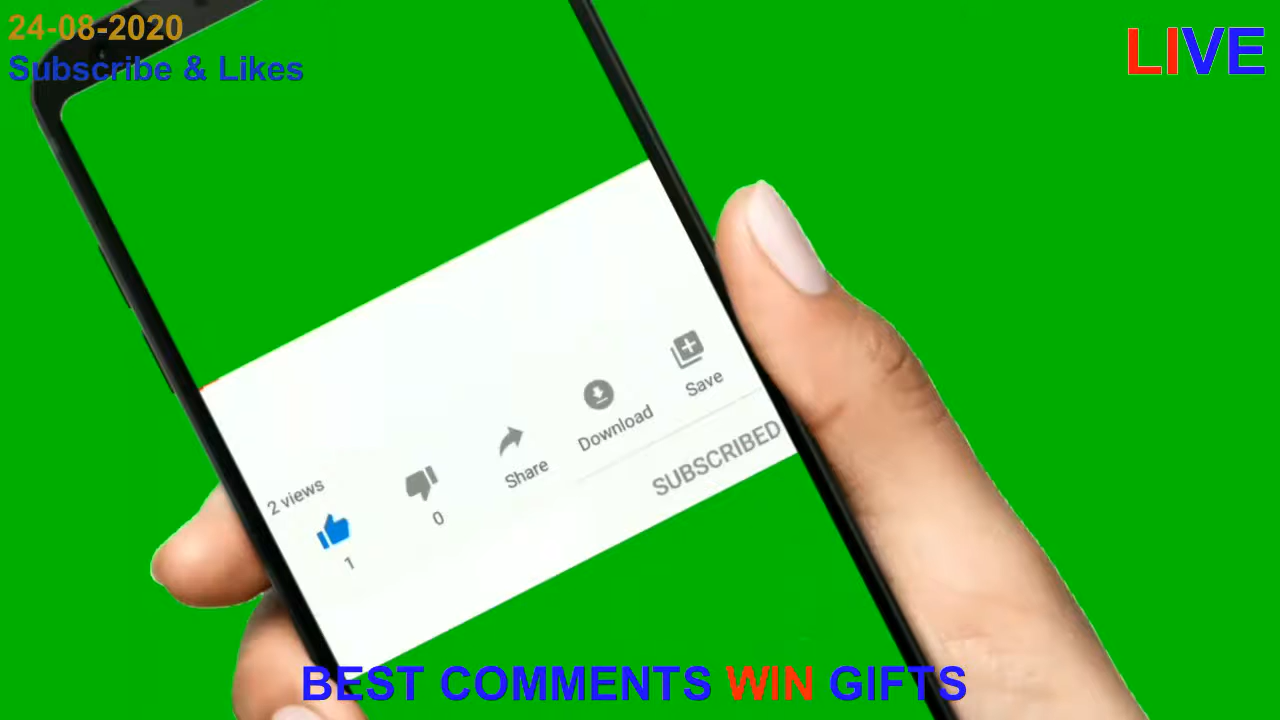 24-08-2020
Subscribe & Likes
LIVE
2 views
1
0
Share
Download
Save
SUBSCRIBED
BEST COMMENTS WIN GIFTS